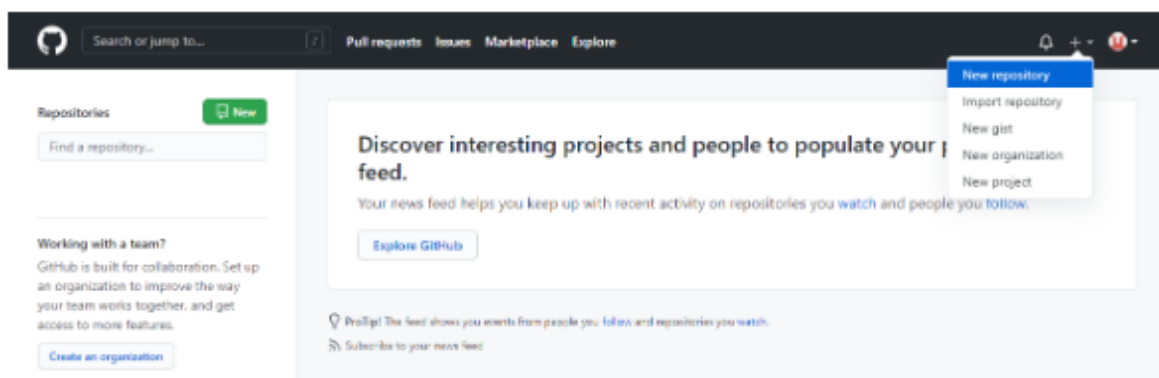 Search or jump to...
/
Pull requests Issues Marketplace Explore
New repository
Import repository
New gist
New organization
New project
Repositories
New
Find a repository...
Working with a team?
GitHub is built for collaboration. Set up
an organization to improve the way
your team works together, and get
access to more features.
Create an organization
Discover interesting projects and people to populate your p
feed.
Your news feed helps you keep up with recent activity on repositories you watch and people you follow.
Explore GitHub
ProTip! The feed shows you events from people you follow and repositories you watch.
Subscribe to your news feed